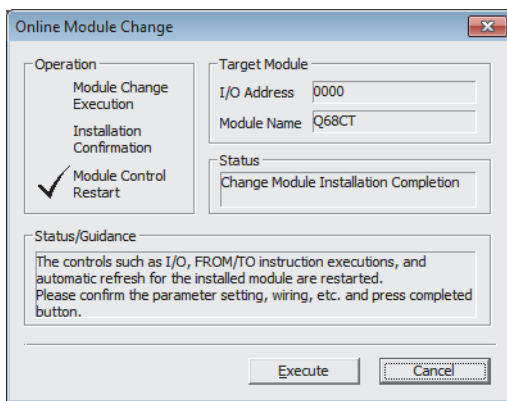 Online Module Change
Operation
Module Change
Execution
Installation
Confirmation
Module Control
Restart
Target Module
I/O Address 0000
Module Name Q68CT
Status
Change Module Installation Completion
Status/Guidance
The controls such as I/O, FROM/TO instruction executions, and
automatic refresh for the installed module are restarted.
Please confirm the parameter setting, wiring, etc. and press completed
button.
Execute Cancel